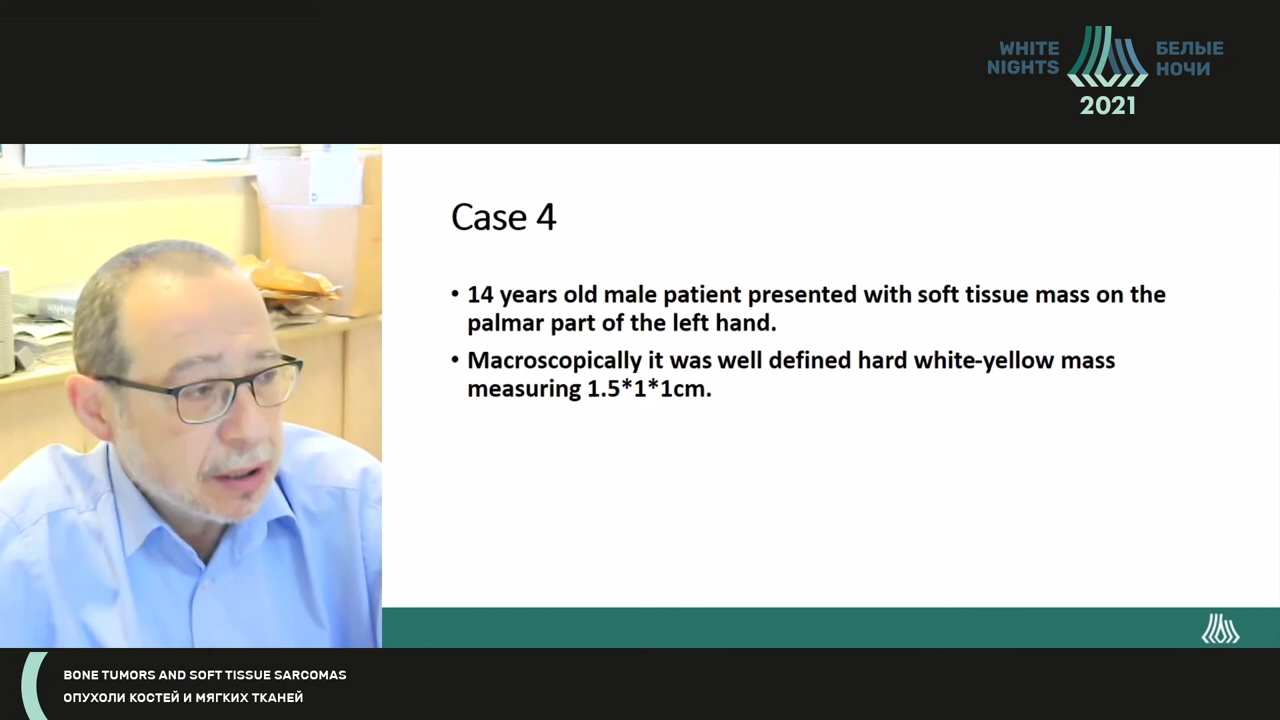 WHITE NIGHTS
БЕЛЫЕ НОЧИ
2021
Case 4
• 14 years old male patient presented with soft tissue mass on the
palmar part of the left hand.
• Macroscopically it was well defined hard white-yellow mass
measuring 1.5*1*1cm.
BONE TUMORS AND SOFT TISSUE SARCOMAS
ОПУХОЛИ КОСТЕЙ И МЯГКИХ ТКАНЕЙ